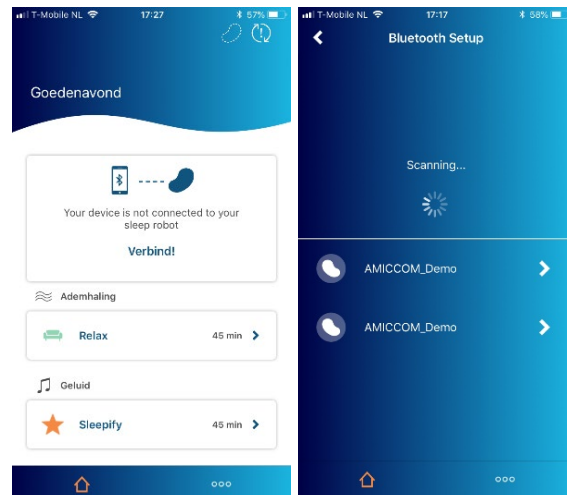 T-Mobile NL 17:27 57%
Goedenavond
Your device is not connected to your
sleep robot
Verbind!
Ademhaling
Relax 45 min
Geluid
Sleepify 45 min
T-Mobile NL 17:17 58%
Bluetooth Setup
Scanning...
AMICCOM_Demo
AMICCOM_Demo